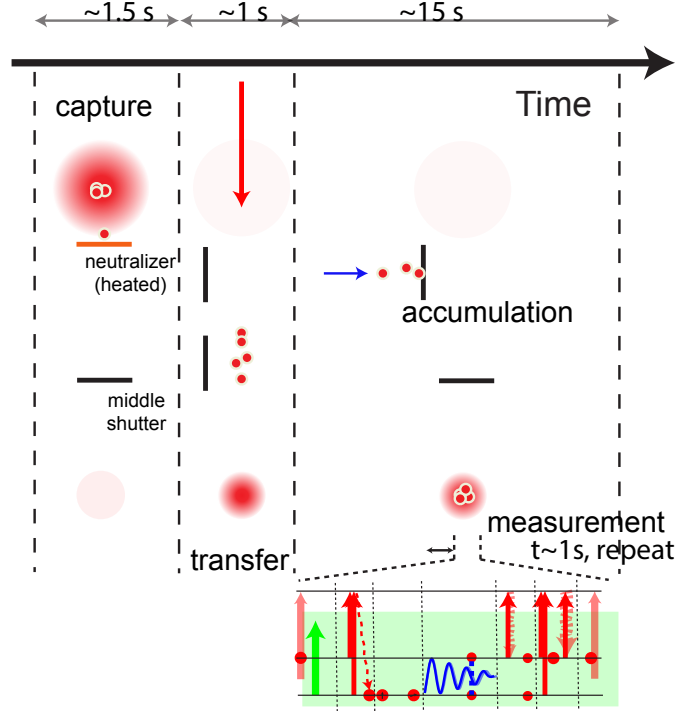 ~1.5 s ~1 s ~15 s
Time
capture
neutralizer
(heated)
accumulation
middle
shutter
measurement
transfer
t~1s, repeat